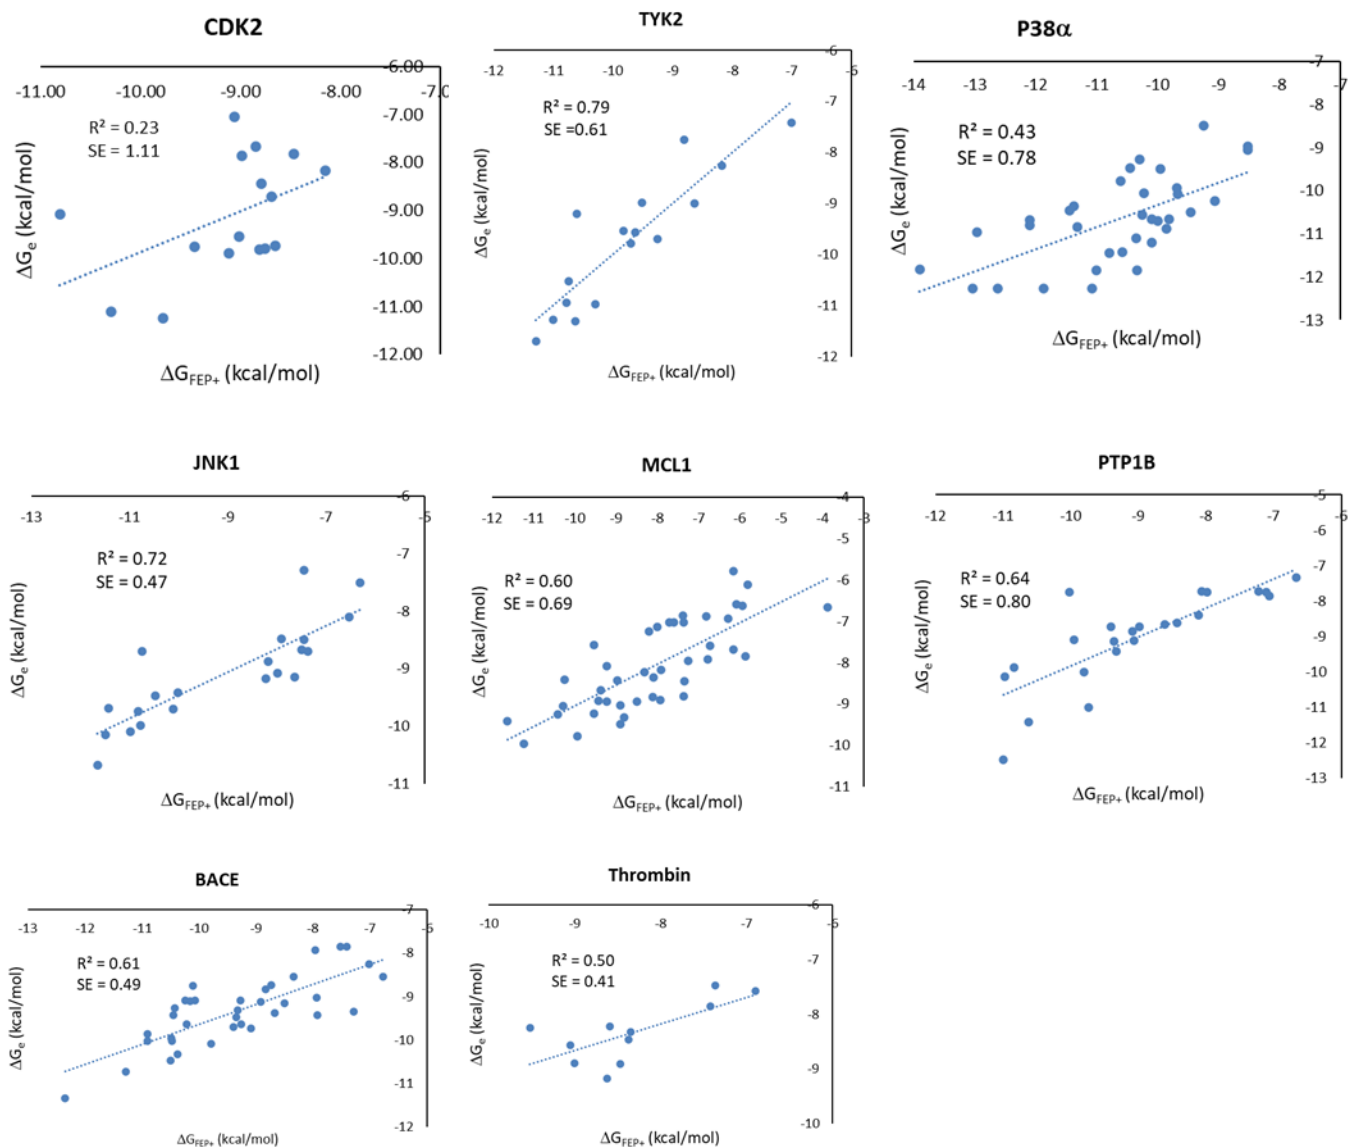 CDK2
-6.00
-11.00 -10.00 -9.00 -8.00 -7.0
R² = 0.23
SE = 1.11
-7.00
-8.00
-9.00
-10.00
-11.00
-12.00
ΔGe (kcal/mol)
ΔGFEP+ (kcal/mol)
TYK2
-6
-12 -11 -10 -9 -8 -7 -5
R² = 0.79
SE =0.61
-7
-8
-9
-10
-11
-12
ΔGe (kcal/mol)
ΔGFEP+ (kcal/mol)
P38α
-7
-14 -13 -12 -11 -10 -9 -8 -7
R² = 0.43
SE = 0.78
-8
-9
-10
-11
-12
-13
ΔGe (kcal/mol)
ΔGFEP+ (kcal/mol)
JNK1
-6
-13 -11 -9 -7 -5
R² = 0.72
SE = 0.47
-7
-8
-9
-10
-11
ΔGe (kcal/mol)
ΔGFEP+ (kcal/mol)
MCL1
-4
-12 -11 -10 -9 -8 -7 -6 -5 -4 -3
R² = 0.60
SE = 0.69
-5
-6
-7
-8
-9
-10
-11
ΔGe (kcal/mol)
ΔGFEP+ (kcal/mol)
PTP1B
-5
-12 -11 -10 -9 -8 -7 -6
R² = 0.64
SE = 0.80
-6
-7
-8
-9
-10
-11
-12
-13
ΔGe (kcal/mol)
ΔGFEP+ (kcal/mol)
BACE
-7
-13 -12 -11 -10 -9 -8 -7 -6
R² = 0.61
SE = 0.49
-8
-9
-10
-11
-12
ΔGe (kcal/mol)
ΔGFEP+ (kcal/mol)
Thrombin
-6
-10 -9 -8 -7 -6
R² = 0.50
SE = 0.41
-7
-8
-9
-10
ΔGe (kcal/mol)
ΔGFEP+ (kcal/mol)